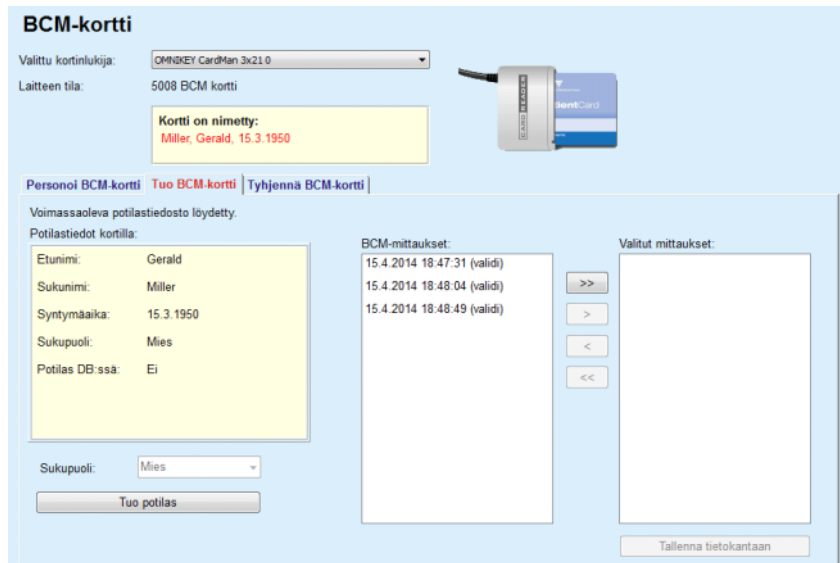 BCM-kortti
Valittu kortinlukija: OMNIKEY CardMan 3x21 0
Laitteen tila: 5008 BCM kortti
Kortti on nimetty:
Miller, Gerald, 15.3.1950
CARD READER
ientCard
Personoi BCM-kortti Tuo BCM-kortti Tyhjennä BCM-kortti
Voimassaoleva potilastiedosto löydetty.
Potilastiedot kortilla:
Etunimi: Gerald
Sukunimi: Miller
Syntymäaika: 15.3.1950
Sukupuoli: Mies
Potilas DB:ssä: Ei
Sukupuoli: Mies
Tuo potilas
BCM-mittaukset:
15.4.2014 18:47:31 (validi)
15.4.2014 18:48:04 (validi)
15.4.2014 18:48:49 (validi)
>>
>
<
<<
Valitut mittaukset:
Tallenna tietokantaan